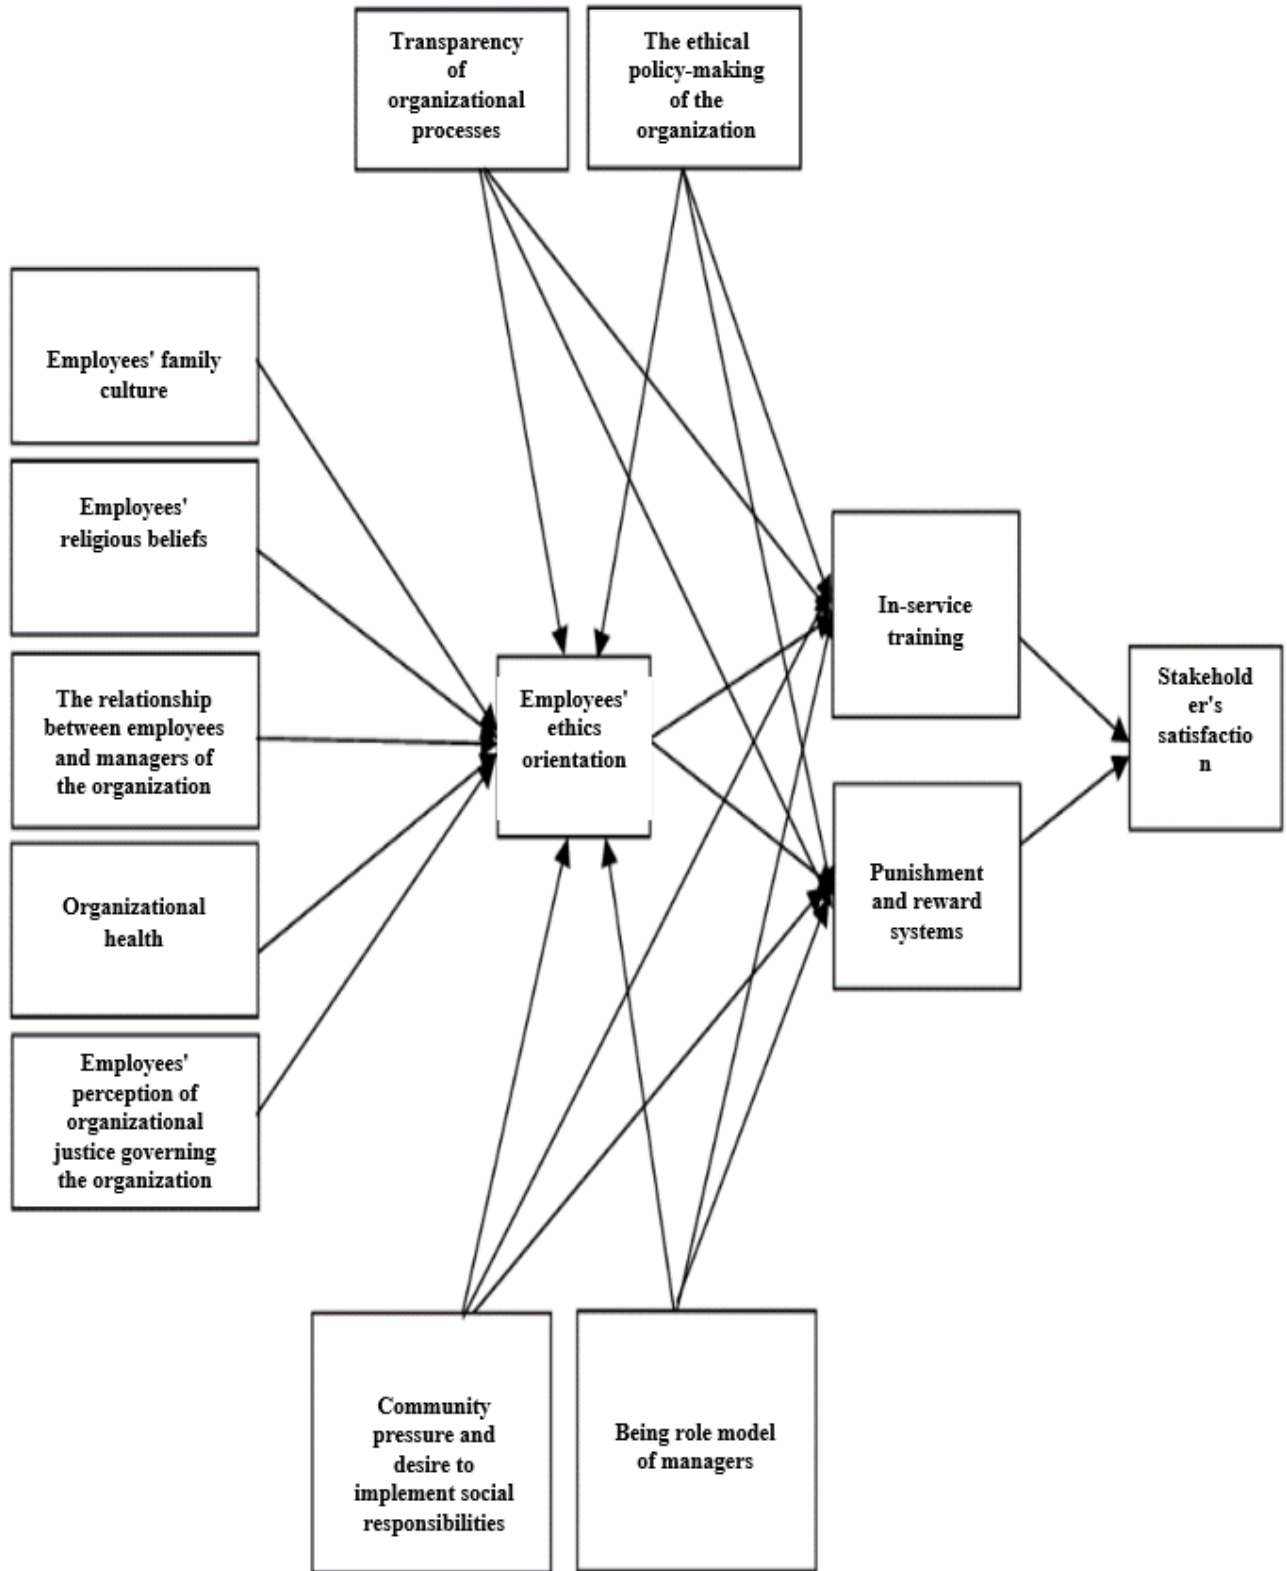 Transparency
of
organizational
processes
The ethical
policy-making
of the
organization
Employees' family
culture
Employees'
religious beliefs
The relationship
between employees
and managers of
the organization
Organizational
health
Employees'
perception of
organizational
justice governing
the organization
Employees'
ethics
orientation
In-service
training
Punishment
and reward
systems
Stakehold
er's
satisfactio
n
Community
pressure and
desire to
implement social
responsibilities
Being role model
of managers